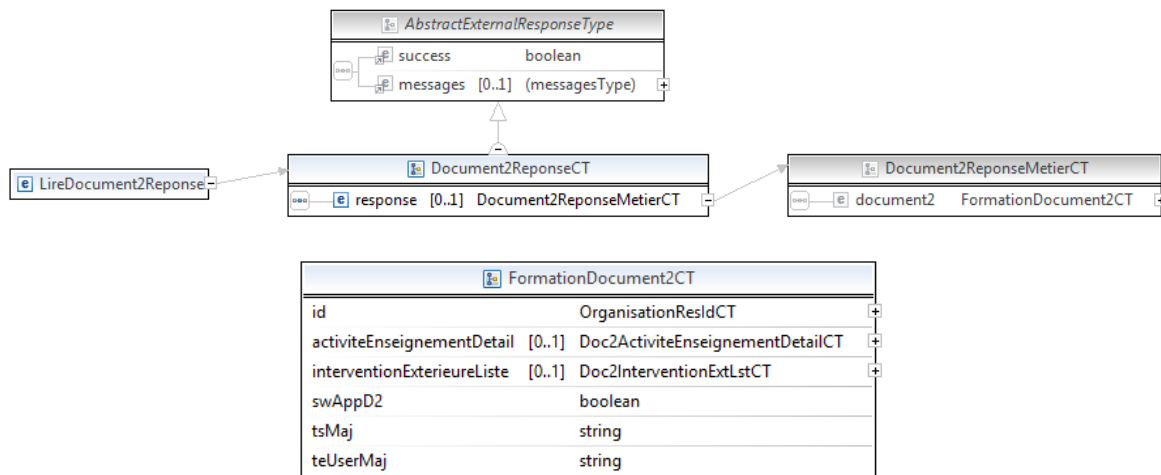 AbstractExternalResponseType
success boolean
messages [0..1] (messagesType)
Document2ReponseCT
Document2ReponseMetierCT
LireDocument2Reponse
response [0..1] Document2ReponseMetierCT
document2 FormationDocument2CT
FormationDocument2CT
id OrganisationResIdCT
activiteEnseignementDetail [0..1] Doc2ActiviteEnseignementDetailCT
interventionExterieureListe [0..1] Doc2InterventionExtLstCT
swAppD2 boolean
tsMaj string
teUserMaj string